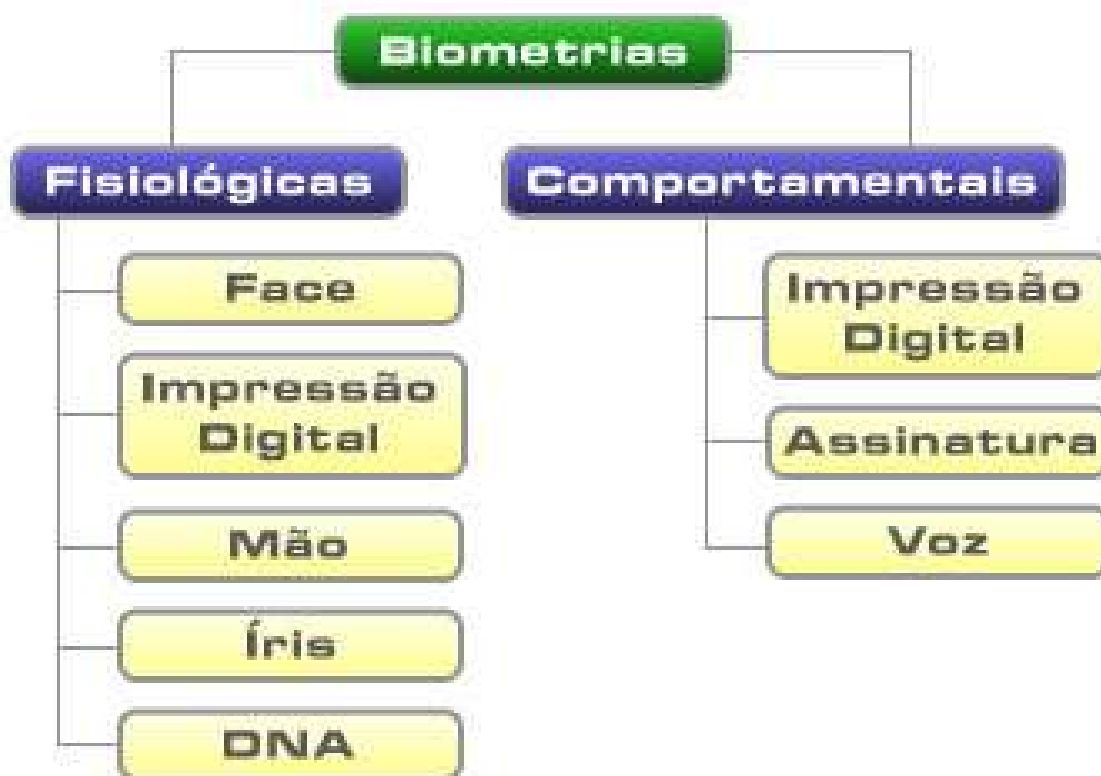 Biometrias
Fisiológicas
Face
Impressão
Digital
Mão
Íris
DNA
Comportamentais
Impressão
Digital
Assinatura
Voz